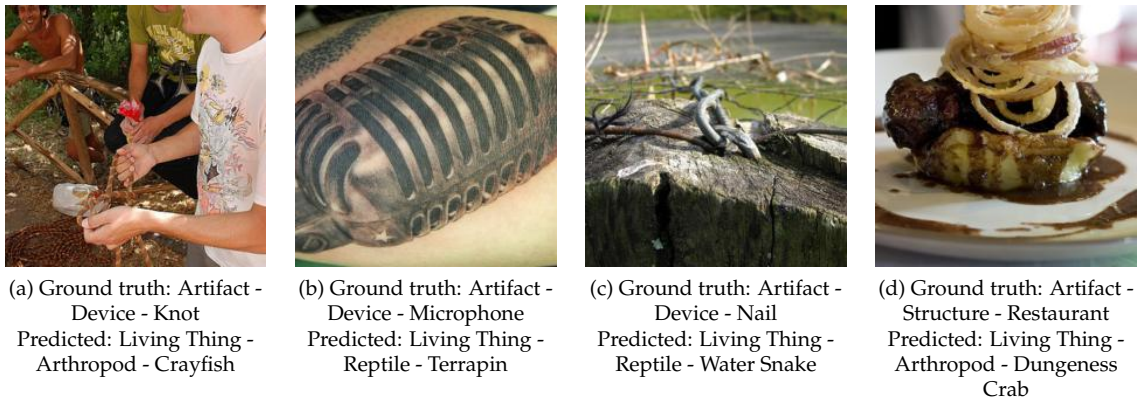 (a) Ground truth: Artifact -
Device - Knot
Predicted: Living Thing -
Arthropod - Crayfish
(b) Ground truth: Artifact -
Device - Microphone
Predicted: Living Thing -
Reptile - Terrapin
(c) Ground truth: Artifact -
Device - Nail
Predicted: Living Thing -
Reptile - Water Snake
(d) Ground truth: Artifact -
Structure - Restaurant
Predicted: Living Thing -
Arthropod - Dungeness
Crab